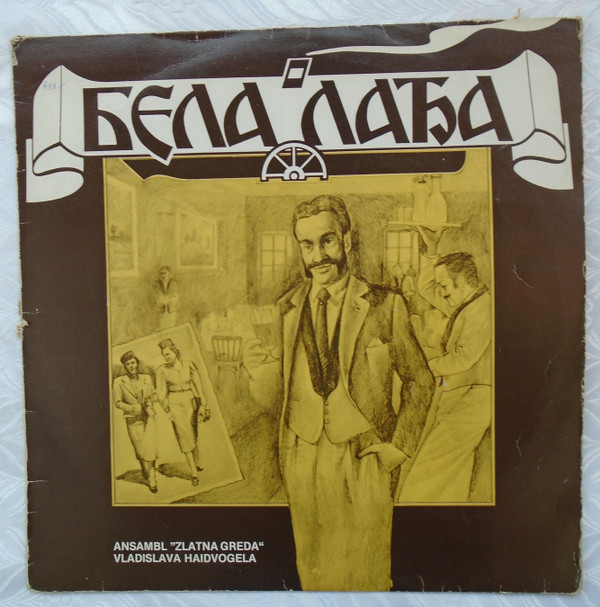 БЕЛА ЛАЂА
ANSAMBL "ZLATNA GREDA"
VLADISLAVA HAIDVOGELA